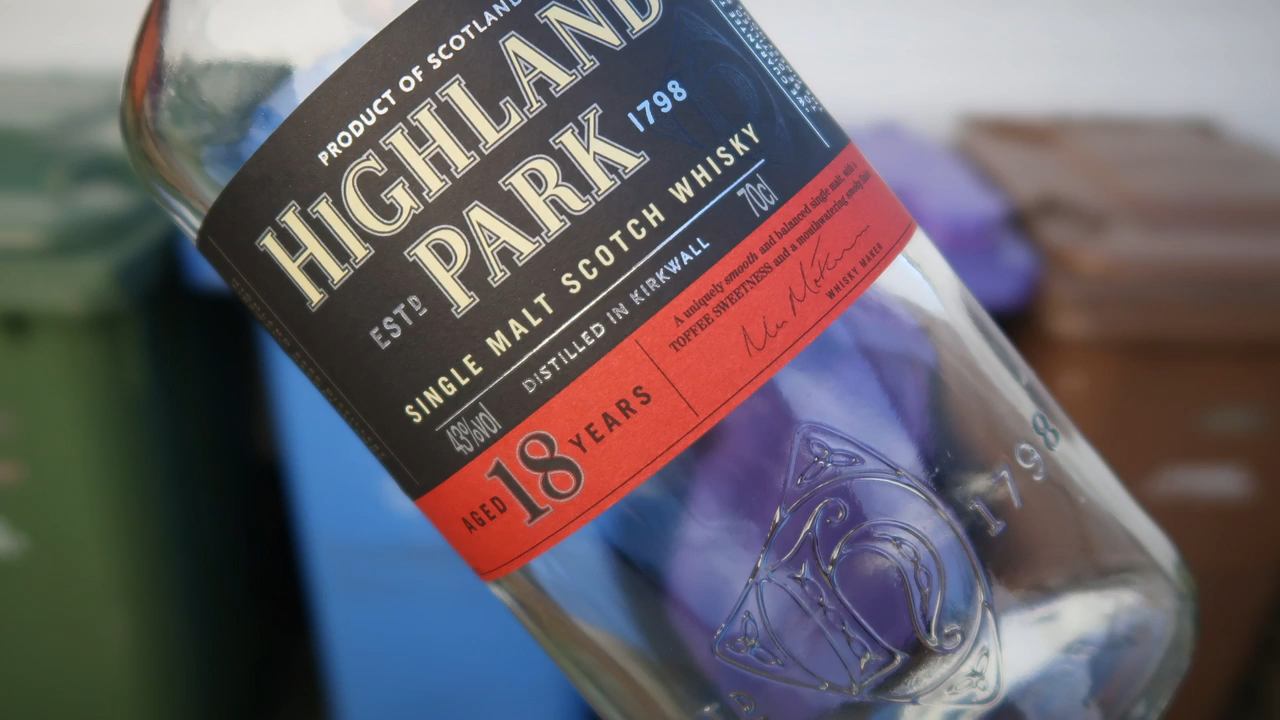 PRODUCT OF SCOTLAND
HIGHLAND
PARK 1798
ESTD
SINGLE MALT SCOTCH WHISKY
43%vol DISTILLED IN KIRKWALL 70cl
AGED 18 YEARS
A uniquely smooth and balanced single malt, with
TOFFEE SWEETNESS and a mouthwatering smoky
WHISKY MAKER
1798